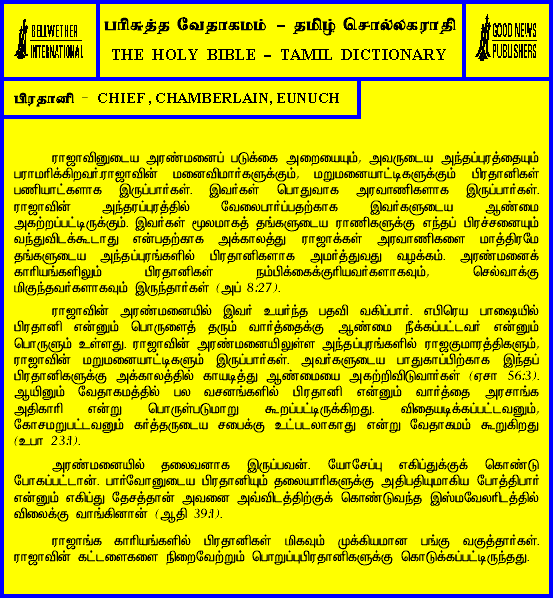 BELLWETHER
INTERNATIONAL
பரிசுத்த வேதாகமம் - தமிழ் சொல்லகராதி
THE HOLY BIBLE - TAMIL DICTIONARY
GOOD NEWS
PUBLISHERS
பிரதானி - CHIEF, CHAMBERLAIN, EUNUCH
ராஜாவினுடைய அரண்மனைப் படுக்கை அறையையும், அவருடைய அந்தப்புரத்தையும்
பராமரிக்கிறவர்.ராஜாவின் மனைவிமார்களுக்கும், மறுமனையாட்டிகளுக்கும் பிரதானிகள்
பணியாட்களாக இருப்பார்கள். இவர்கள் பொதுவாக அரவாணிகளாக இருப்பார்கள்.
ராஜாவின் அந்தரப்புரத்தில் வேலைபார்ப்பதற்காக இவர்களுடைய ஆண்மை
அகற்றப்பட்டிருக்கும். இவர்கள் மூலமாகத் தங்களுடைய ராணிகளுக்கு எந்தப் பிரச்சனையும்
வந்துவிடக்கூடாது என்பதற்காக அக்காலத்து ராஜாக்கள் அரவாணிகளை மாத்திரமே
தங்களுடைய அந்தப்புரங்களில் பிரதானிகளாக அமர்த்துவது வழக்கம். அரண்மனைக்
காரியங்களிலும் பிரதானிகள் நம்பிக்கைக்குரியவர்களாகவும், செல்வாக்கு
மிகுந்தவர்களாகவும் இருந்தார்கள் (அப் 8:27).
ராஜாவின் அரண்மனையில் இவர் உயர்ந்த பதவி வகிப்பார். எபிரெய பாஷையில்
பிரதானி என்னும் பொருளைத் தரும் வார்த்தைக்கு ஆண்மை நீக்கப்பட்டவர் என்னும்
பொருளும் உள்ளது. ராஜாவின் அரண்மனையிலுள்ள அந்தப்புரங்களில் ராஜகுமாரத்திகளும்,
ராஜாவின் மறுமனையாட்டிகளும் இருப்பார்கள். அவர்களுடைய பாதுகாப்பிற்காக இந்தப்
பிரதானிகளுக்கு அக்காலத்தில் காயடித்து ஆண்மையை அகற்றிவிடுவார்கள் (ஏசா 56:3).
ஆயினும் வேதாகமத்தில் பல வசனங்களில் பிரதானி என்னும் வார்த்தை அரசாங்க
அதிகாரி என்று பொருள்படுமாறு கூறப்பட்டிருக்கிறது. விதையடிக்கப்பட்டவனும்,
கோசமறுபட்டவனும் கர்த்தருடைய சபைக்கு உட்படலாகாது என்று வேதாகமம் கூறுகிறது
(உபா 23:1).
அரண்மனையில் தலைவனாக இருப்பவன். யோசேப்பு எகிப்துக்குக் கொண்டு
போகப்பட்டான். பார்வோனுடைய பிரதானியும் தலையாரிகளுக்கு அதிபதியுமாகிய போத்திபார்
என்னும் எகிப்து தேசத்தான் அவனை அவ்விடத்திற்குக் கொண்டுவந்த இஸ்மவேலரிடத்தில்
விலைக்கு வாங்கினான் (ஆதி 39:1).
ராஜாங்க காரியங்களில் பிரதானிகள் மிகவும் முக்கியமான பங்கு வகுத்தார்கள்.
ராஜாவின் கட்டளைகளை நிறைவேற்றும் பொறுப்புபிரதானிகளுக்கு கொடுக்கப்பட்டிருந்தது.